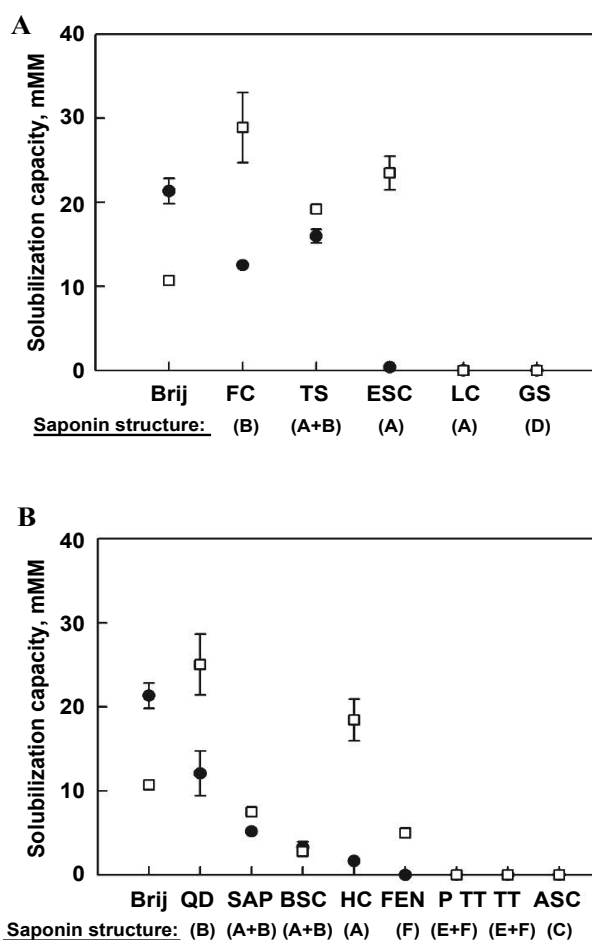 A
Solubilization capacity, mMM
40
30
20
10
0
Brij FC TS ESC LC GS
Saponin structure: (B) (A+B) (A) (A) (D)
B
Solubilization capacity, mMM
40
30
20
10
0
Brij QD SAP BSC HC FEN P TT TT ASC
Saponin structure: (B) (A+B) (A+B) (A) (F) (E+F) (E+F) (C)